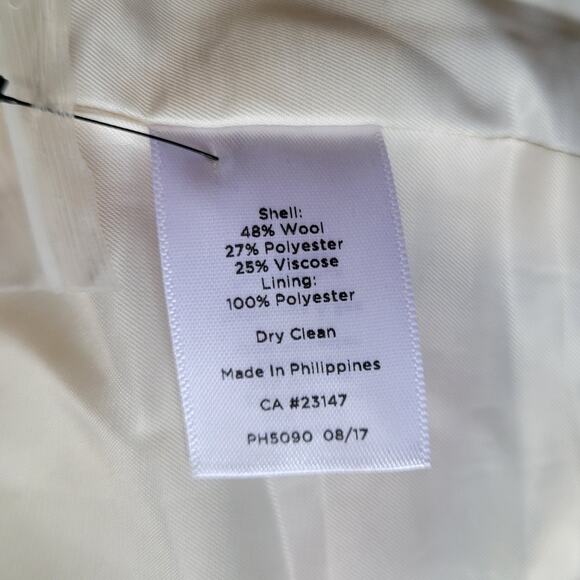 Shell:
48% Wool
27% Polyester
25% Viscose
Lining:
100% Polyester
Dry Clean
Made In Philippines
CA #23147
PH5090 08/17